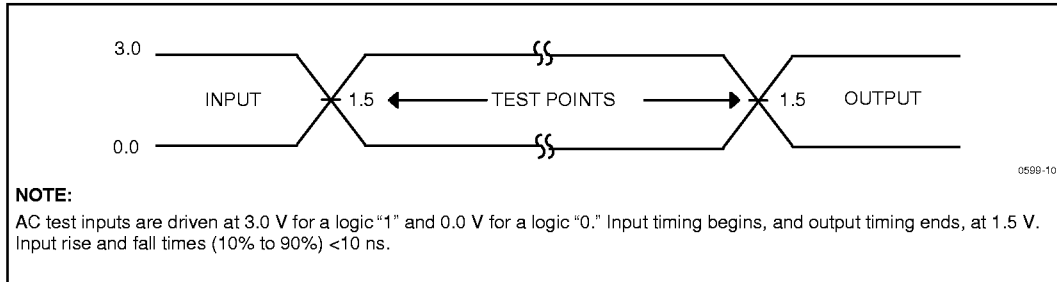 3.0
INPUT 1.5 TEST POINTS 1.5 OUTPUT
0.0
0599-10
NOTE:
AC test inputs are driven at 3.0 V for a logic “1” and 0.0 V for a logic “0.” Input timing begins, and output timing ends, at 1.5 V.
Input rise and fall times (10% to 90%) <10 ns.